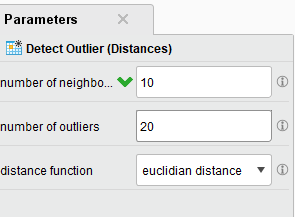 Parameters
Detect Outlier (Distances)
number of neighbo... 10
number of outliers 20
distance function euclidian distance